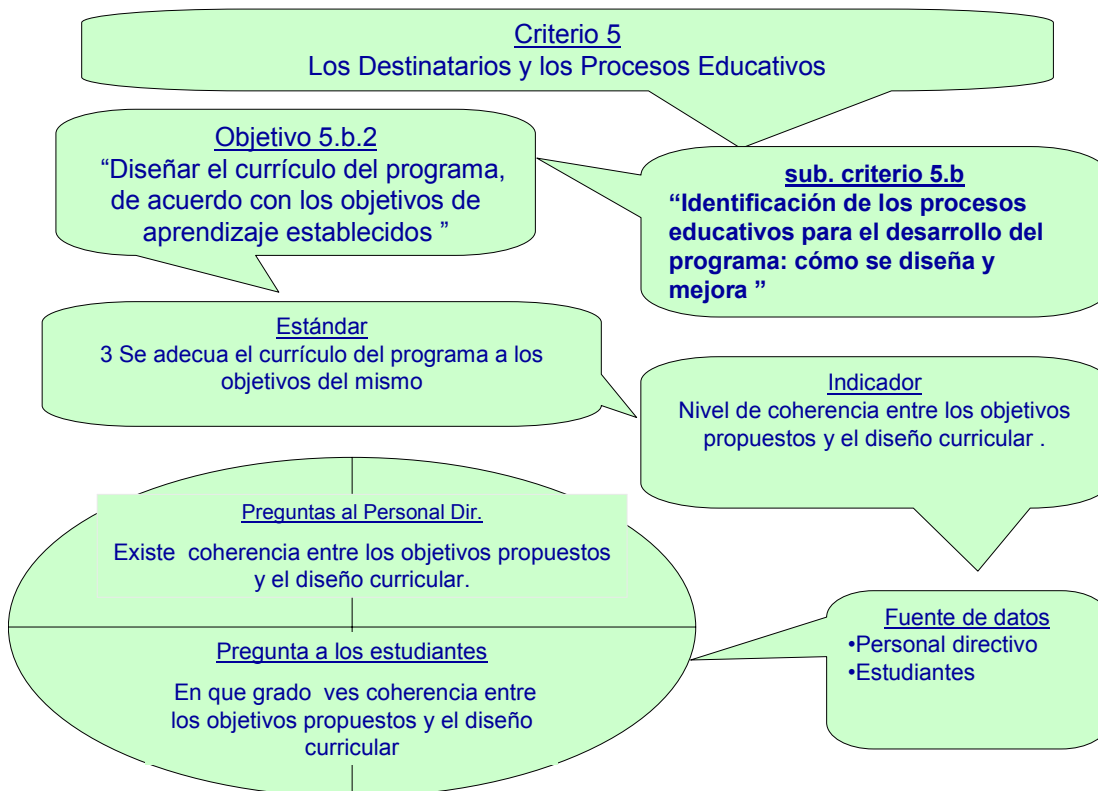 Criterio 5
Los Destinatarios y los Procesos Educativos
Objetivo 5.b.2
“Diseñar el currículo del programa,
de acuerdo con los objetivos de
aprendizaje establecidos ”
sub. criterio 5.b
“Identificación de los procesos
educativos para el desarrollo del
programa: cómo se diseña y
mejora ”
Estándar
3 Se adecua el currículo del programa a los
objetivos del mismo
Indicador
Nivel de coherencia entre los objetivos
propuestos y el diseño curricular .
Preguntas al Personal Dir.
Existe coherencia entre los objetivos propuestos
y el diseño curricular.
Pregunta a los estudiantes
En que grado ves coherencia entre
los objetivos propuestos y el diseño
curricular
Fuente de datos
•Personal directivo
•Estudiantes